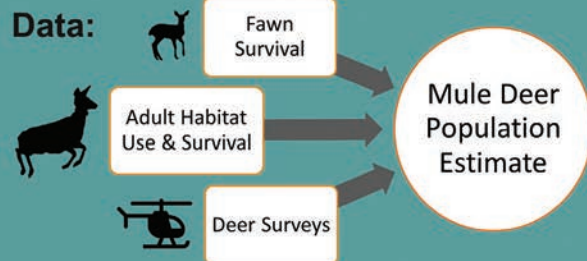 Data:
Fawn
Survival
Adult Habitat
Use & Survival
Deer Surveys
Mule Deer
Population
Estimate